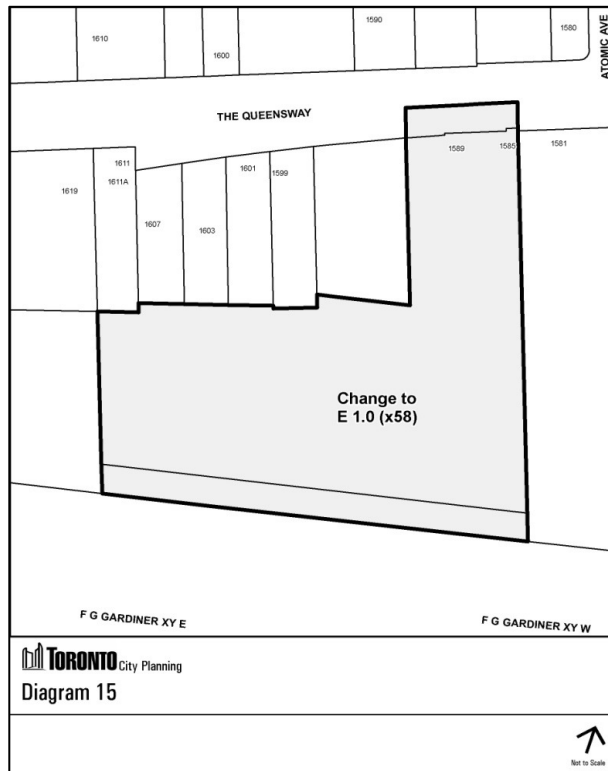 1610
1600
1590
1580
ATOMIC AVE
THE QUEENSWAY
1619
1611
1611A
1607
1603
1601
1599
1589
1585
1581
Change to
E 1.0 (x58)
F G GARDINER XY E
F G GARDINER XY W
TORONTO City Planning
Diagram 15
Not to Scale